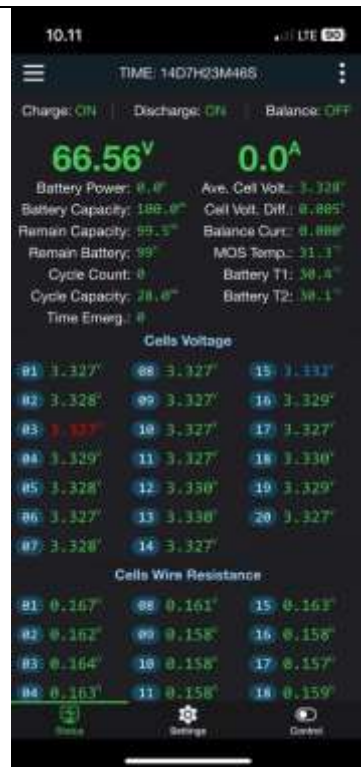 10.11 LTE 90
TIME: 14D7H23M46S
Charge: ON | Discharge: ON | Balance: OFF
66.56V 0.0A
Battery Power: 0.0 Ave. Cell Volt.: 3.328
Battery Capacity: 100.0 Cell Volt. Diff.: 0.005
Remain Capacity: 99.5 Balance Curr: 0.000
Remain Battery: 99 MOS Temp.: 31.3
Cycle Count: 0 Battery T1: 30.4
Cycle Capacity: 28.0 Battery T2: 30.1
Time Emerg.: 0
Cells Voltage
01 3.327 08 3.327 15 3.332
02 3.328 09 3.327 16 3.329
03 3.327 10 3.327 17 3.327
04 3.329 11 3.327 18 3.330
05 3.328 12 3.330 19 3.329
06 3.327 13 3.330 20 3.327
07 3.328 14 3.327
Cells Wire Resistance
01 0.167 08 0.161 15 0.163
02 0.162 09 0.158 16 0.158
03 0.164 10 0.158 17 0.157
04 0.163 11 0.158 18 0.159
Status Settings Control